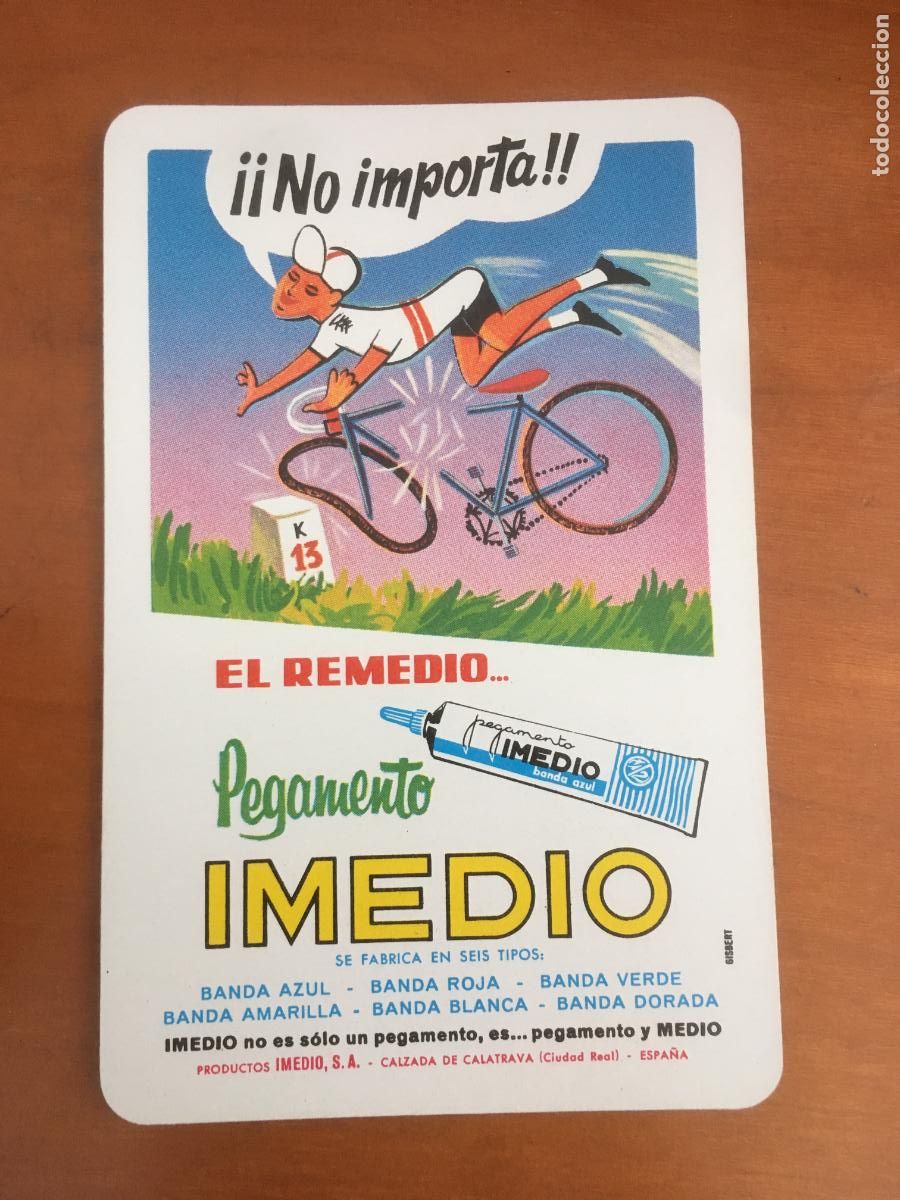 todocoleccion
¡¡No importa!!
K
13
EL REMEDIO...
pegamento
IMEDIO
banda azul
Pegamento
IMEDIO
SE FABRICA EN SEIS TIPOS:
BANDA AZUL - BANDA ROJA - BANDA VERDE
BANDA AMARILLA - BANDA BLANCA - BANDA DORADA
IMEDIO no es sólo un pegamento, es... pegamento y MEDIO
PRODUCTOS IMEDIO, S.A. - CALZADA DE CALATRAVA (Ciudad Real) - ESPAÑA
GISBERT